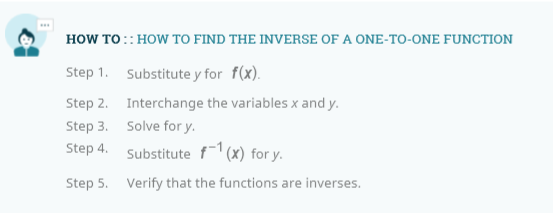 HOW TO : : HOW TO FIND THE INVERSE OF A ONE-TO-ONE FUNCTION
Step 1. Substitute y for f(x).
Step 2. Interchange the variables x and y.
Step 3. Solve for y.
Step 4. Substitute f⁻¹(x) for y.
Step 5. Verify that the functions are inverses.